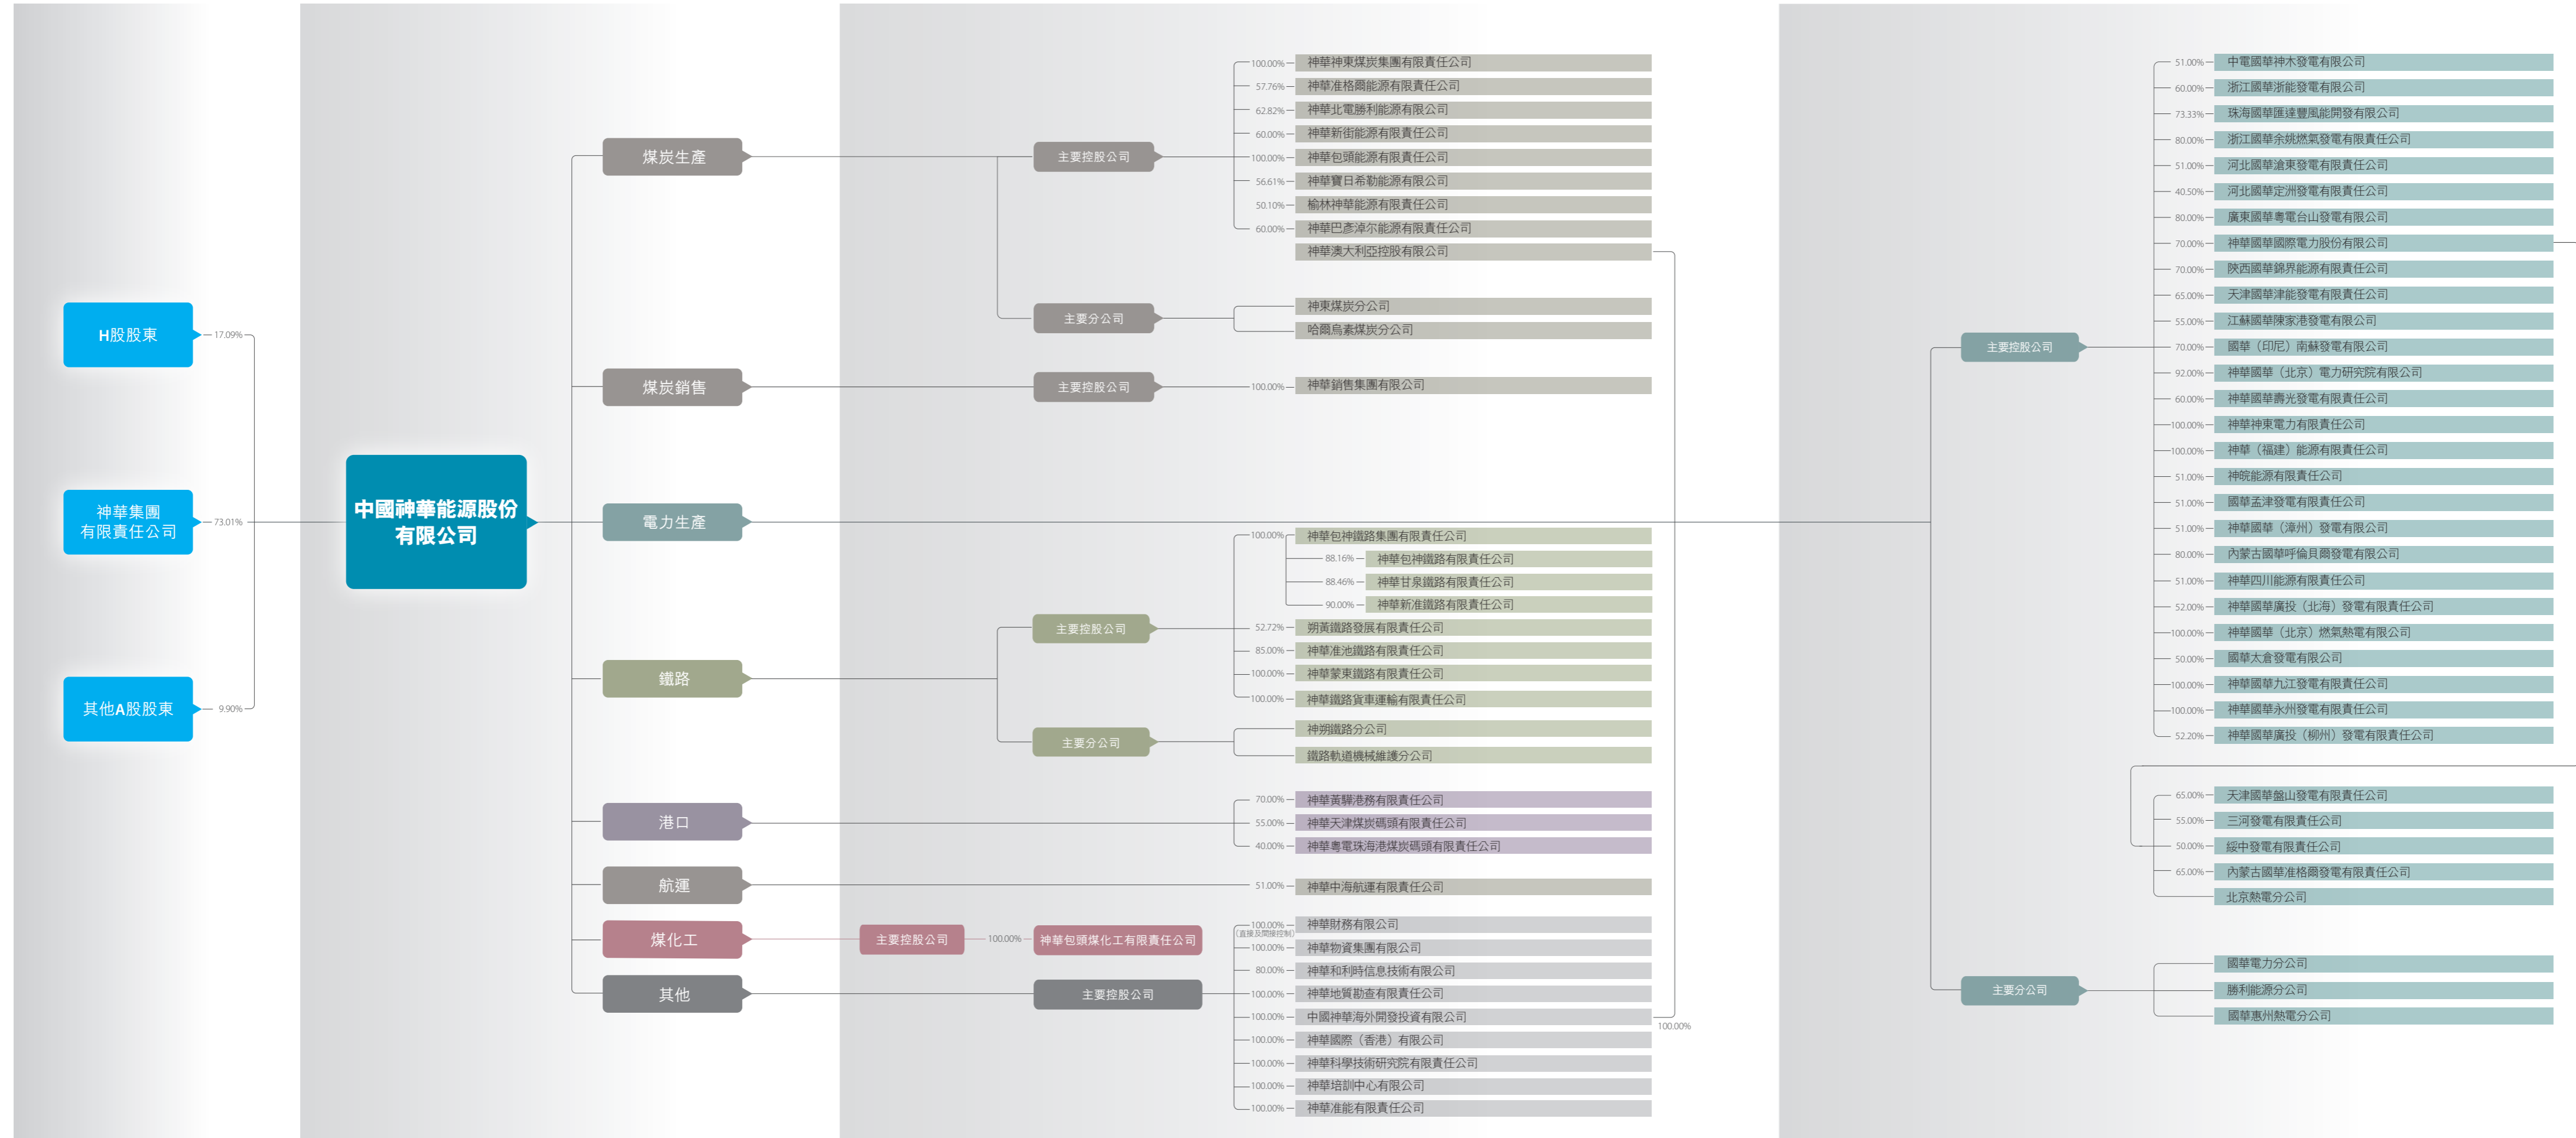 H股股東
17.09%
神華集團
有限責任公司
73.01%
其他A股股東
9.90%
中國神華能源股份
有限公司
煤炭生產
主要控股公司
100.00%
神華神東煤炭集團有限責任公司
57.76%
神華准格爾能源有限責任公司
62.82%
神華北電勝利能源有限公司
60.00%
神華新街能源有限責任公司
100.00%
神華包頭能源有限責任公司
56.61%
神華寶日希勒能源有限公司
50.10%
榆林神華能源有限責任公司
60.00%
神華巴彥淖尔能源有限責任公司
神華澳大利亞控股有限公司
主要分公司
神東煤炭分公司
哈爾烏素煤炭分公司
煤炭銷售
主要控股公司
100.00%
神華銷售集團有限公司
電力生產
鐵路
主要控股公司
100.00%
神華包神鐵路集團有限責任公司
88.16%
神華包神鐵路有限責任公司
88.46%
神華甘泉鐵路有限責任公司
90.00%
神華新准鐵路有限責任公司
52.72%
朔黃鐵路發展有限責任公司
85.00%
神華准池鐵路有限責任公司
100.00%
神華蒙東鐵路有限責任公司
100.00%
神華鐵路貨車運輸有限責任公司
主要分公司
神朔鐵路分公司
鐵路軌道機械維護分公司
港口
70.00%
神華黃驊港務有限責任公司
55.00%
神華天津煤炭碼頭有限責任公司
40.00%
神華粵電珠海港煤炭碼頭有限責任公司
航運
51.00%
神華中海航運有限責任公司
煤化工
主要控股公司
100.00%
神華包頭煤化工有限責任公司
其他
主要控股公司
100.00%
(直接及間接控制)
神華財務有限公司
100.00%
神華物資集團有限公司
80.00%
神華和利時信息技術有限公司
100.00%
神華地質勘查有限責任公司
100.00%
中國神華海外開發投資有限公司
100.00%
100.00%
神華國際（香港）有限公司
100.00%
神華科學技術研究院有限責任公司
100.00%
神華培訓中心有限公司
100.00%
神華准能有限責任公司
主要控股公司
51.00%
中電國華神木發電有限公司
60.00%
浙江國華浙能發電有限公司
73.33%
珠海國華匯達豐風能開發有限公司
80.00%
浙江國華余姚燃氣發電有限責任公司
51.00%
河北國華滄東發電有限責任公司
40.50%
河北國華定洲發電有限責任公司
80.00%
廣東國華粵電台山發電有限公司
70.00%
神華國華國際電力股份有限公司
70.00%
陝西國華錦界能源有限責任公司
65.00%
天津國華津能發電有限責任公司
55.00%
江蘇國華陳家港發電有限公司
70.00%
國華（印尼）南蘇發電有限公司
92.00%
神華國華（北京）電力研究院有限公司
60.00%
神華國華壽光發電有限責任公司
100.00%
神華神東電力有限責任公司
100.00%
神華（福建）能源有限責任公司
51.00%
神皖能源有限責任公司
51.00%
國華孟津發電有限責任公司
51.00%
神華國華（漳州）發電有限公司
80.00%
內蒙古國華呼倫貝爾發電有限公司
51.00%
神華四川能源有限責任公司
52.00%
神華國華廣投（北海）發電有限責任公司
100.00%
神華國華（北京）燃氣熱電有限公司
50.00%
國華太倉發電有限公司
100.00%
神華國華九江發電有限責任公司
100.00%
神華國華永州發電有限責任公司
52.20%
神華國華廣投（柳州）發電有限責任公司
65.00%
天津國華盤山發電有限責任公司
55.00%
三河發電有限責任公司
50.00%
綏中發電有限責任公司
65.00%
內蒙古國華准格爾發電有限責任公司
北京熱電分公司
主要分公司
國華電力分公司
勝利能源分公司
國華惠州熱電分公司